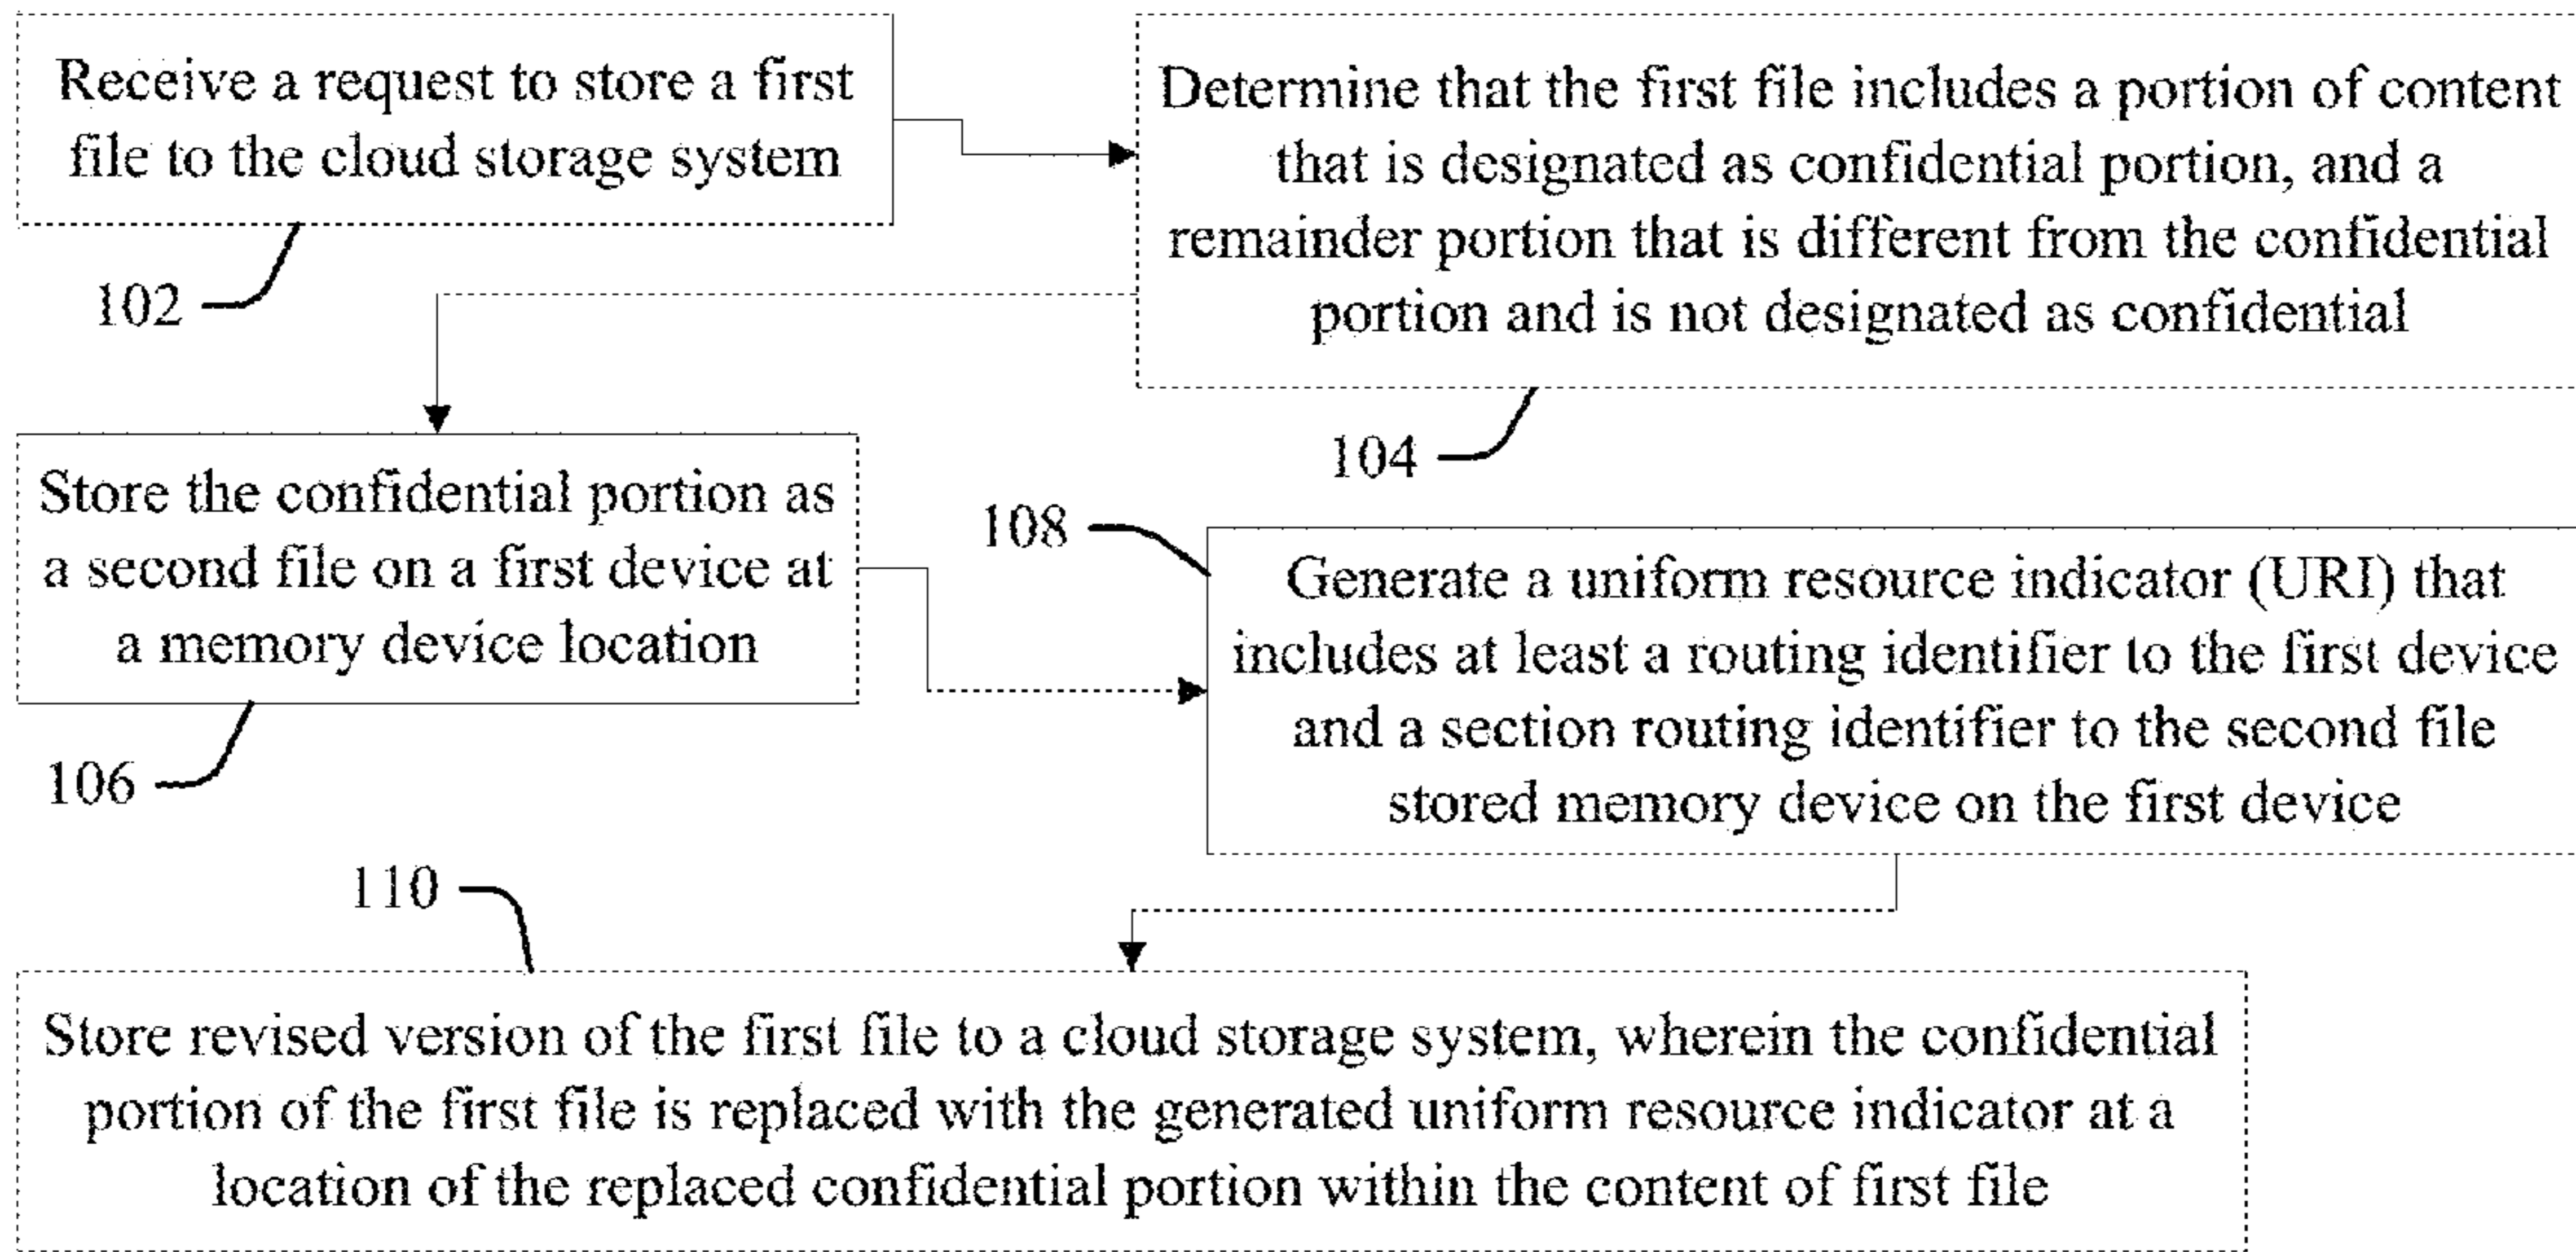 Receive a request to store a first
file to the cloud storage system
102
Determine that the first file includes a portion of content
that is designated as confidential portion, and a
remainder portion that is different from the confidential
portion and is not designated as confidential
104
Store the confidential portion as
a second file on a first device at
a memory device location
106
108
Generate a uniform resource indicator (URI) that
includes at least a routing identifier to the first device
and a section routing identifier to the second file
stored memory device on the first device
110
Store revised version of the first file to a cloud storage system, wherein the confidential
portion of the first file is replaced with the generated uniform resource indicator at a
location of the replaced confidential portion within the content of first file